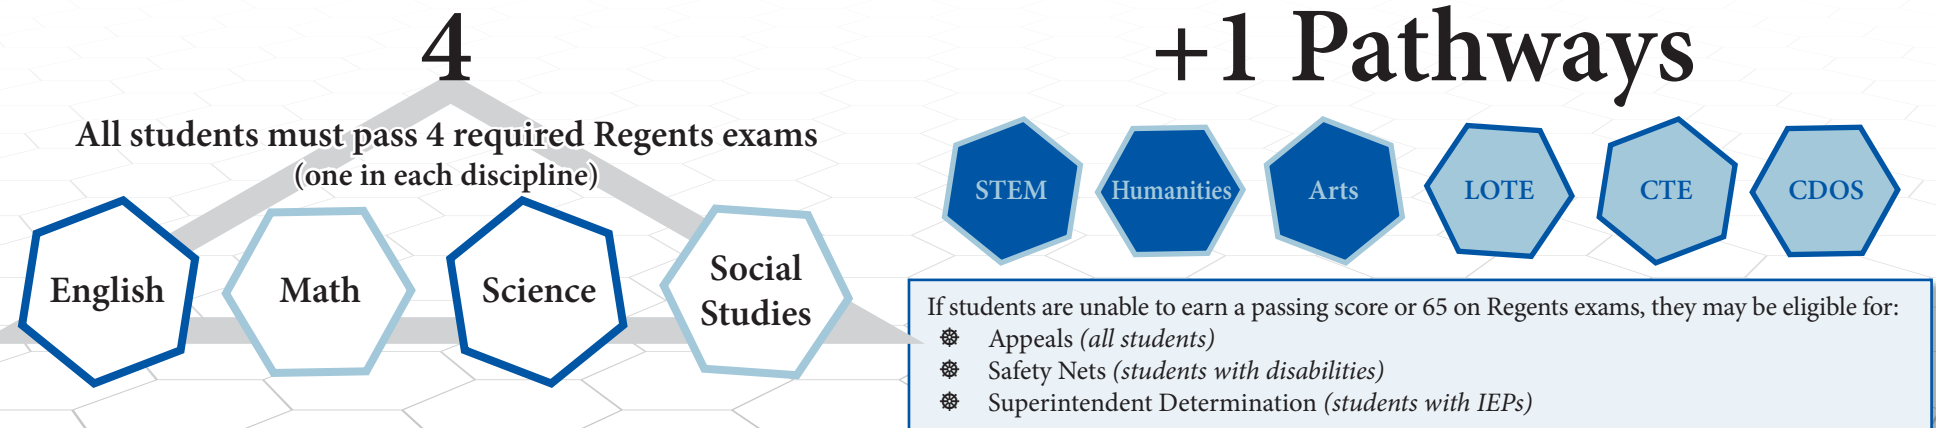 4
All students must pass 4 required Regents exams
(one in each discipline)
English
Math
Science
Social
Studies
+1 Pathways
STEM
Humanities
Arts
LOTE
CTE
CDOS
If students are unable to earn a passing score or 65 on Regents exams, they may be eligible for:
Appeals (all students)
Safety Nets (students with disabilities)
Superintendent Determination (students with IEPs)